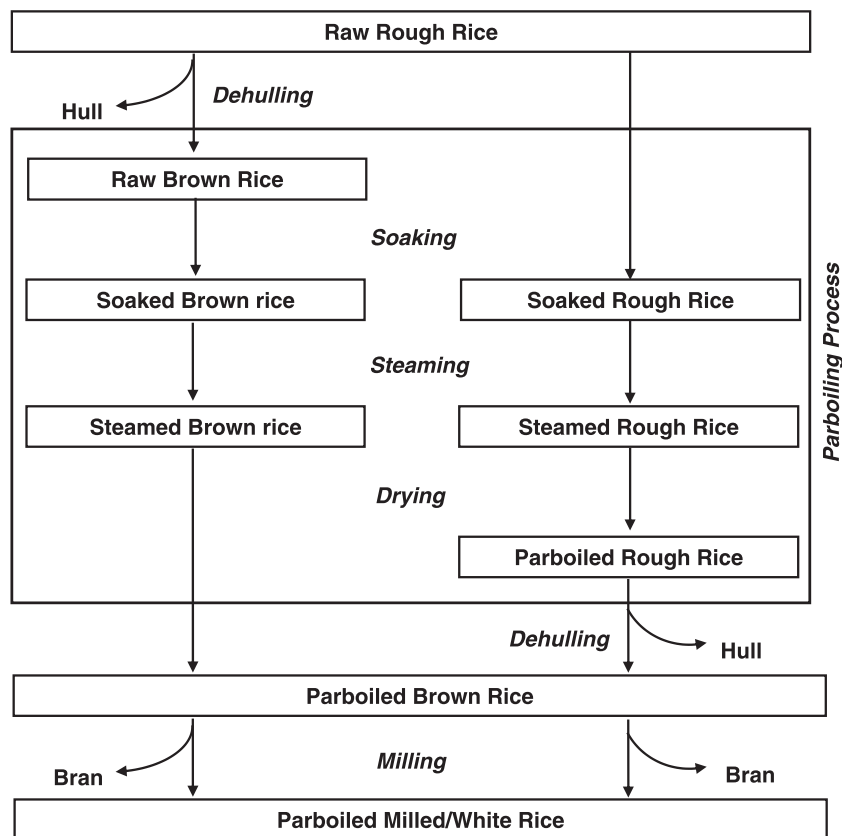 Raw Rough Rice
Dehulling
Hull
Raw Brown Rice
Soaking
Soaked Brown rice
Soaked Rough Rice
Steaming
Steamed Brown rice
Steamed Rough Rice
Drying
Parboiled Rough Rice
Parboiling Process
Dehulling
Hull
Parboiled Brown Rice
Milling
Bran
Bran
Parboiled Milled/White Rice